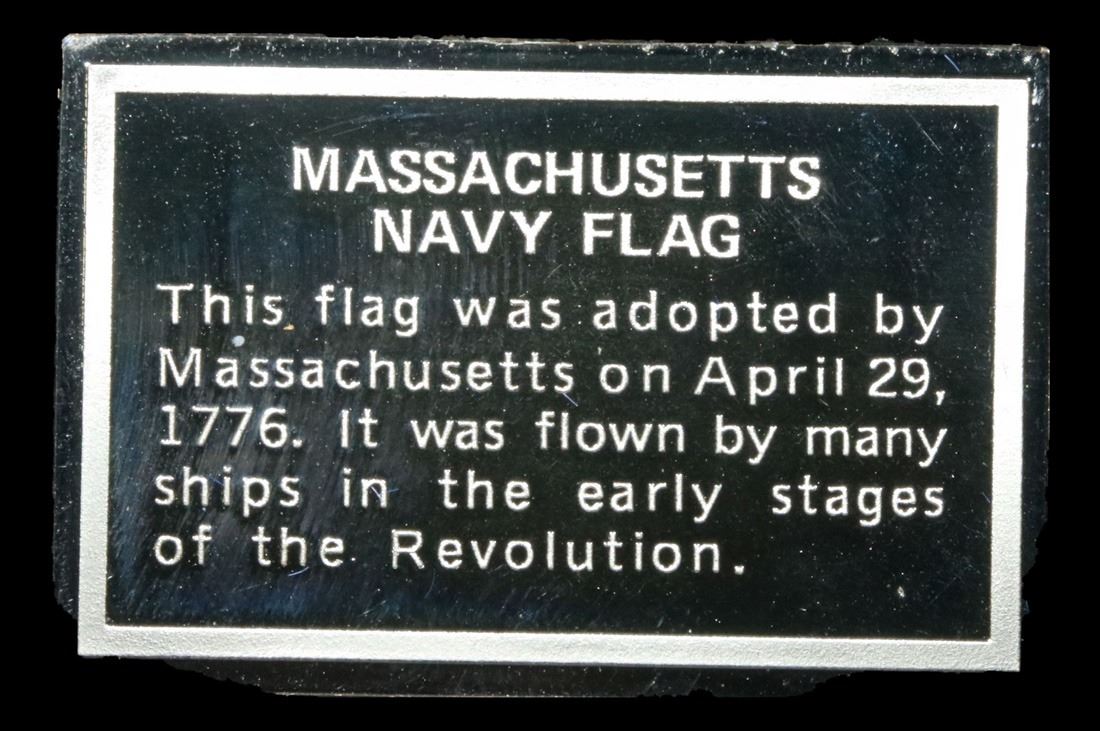 MASSACHUSETTS
NAVY FLAG
This flag was adopted by
Massachusetts on April 29,
1776. It was flown by many
ships in the early stages
of the Revolution.